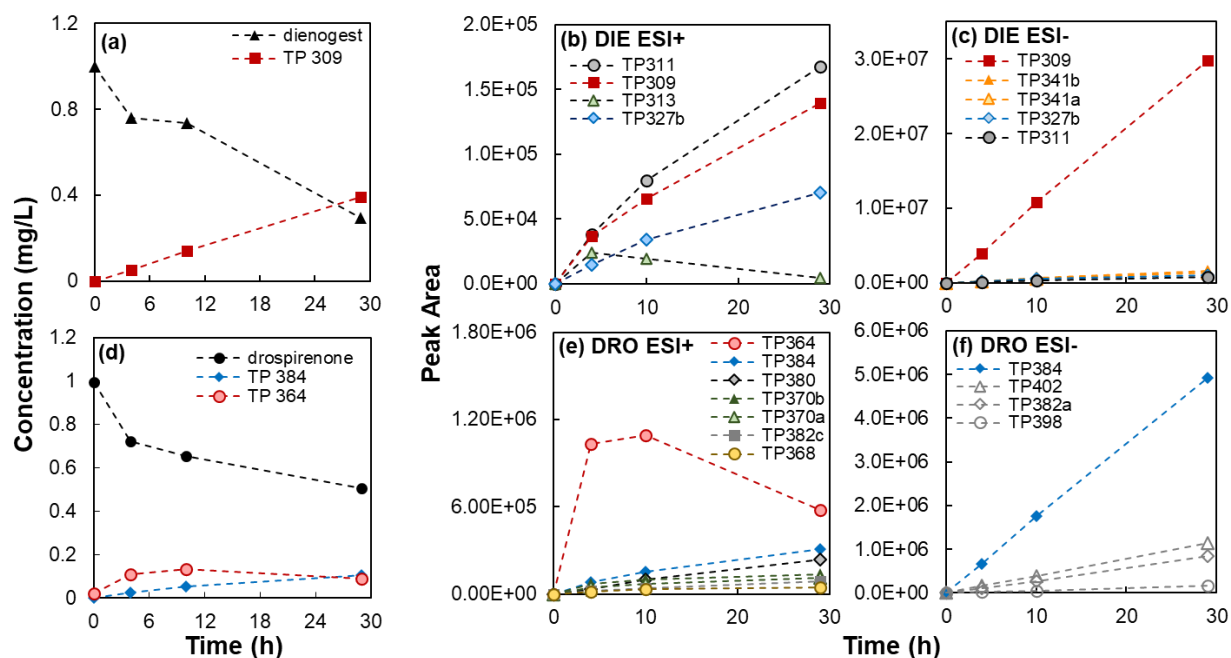 Concentration (mg/L)
1.2
0.8
0.4
0
(a)
dienogest
TP 309
0 6 12 18 24 30
1.2
1
0.8
0.6
0.4
0.2
0
(d)
drospirenone
TP 384
TP 364
0 6 12 18 24 30
Time (h)
Peak Area
2.0E+05
1.5E+05
1.0E+05
5.0E+04
0.0E+00
(b) DIE ESI+
TP311
TP309
TP313
TP327b
0 10 20 30
3.0E+07
2.0E+07
1.0E+07
0.0E+00
(c) DIE ESI-
TP309
TP341b
TP341a
TP327b
TP311
0 10 20 30
1.80E+06
1.20E+06
6.00E+05
0.00E+00
(e) DRO ESI+
TP364
TP384
TP380
TP370b
TP370a
TP382c
TP368
0 10 20 30
6.0E+06
5.0E+06
4.0E+06
3.0E+06
2.0E+06
1.0E+06
0.0E+00
(f) DRO ESI-
TP384
TP402
TP382a
TP398
0 10 20 30
Time (h)